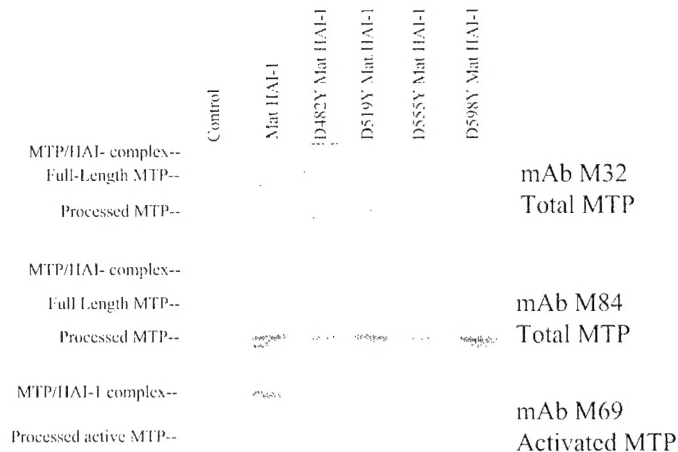 Control
Mat HAI-1
D482Y Mat HAI-1
D519Y Mat HAI-1
D555Y Mat HAI-1
D598Y Mat HAI-1
MTP/HAI- complex--
Full-Length MTP--
Processed MTP--
mAb M32
Total MTP
MTP/HAI- complex--
Full Length MTP--
Processed MTP--
mAb M84
Total MTP
MTP/HAI-1 complex--
Processed active MTP--
mAb M69
Activated MTP